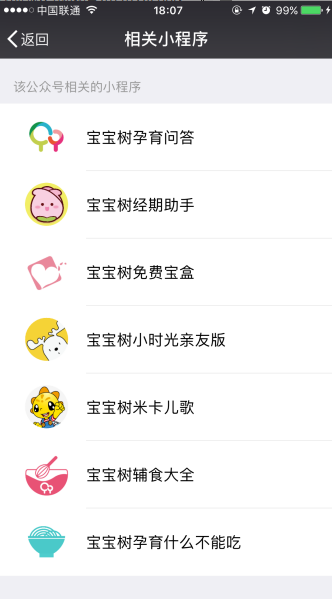 中国联通 18:07 99%
返回 相关小程序
该公众号相关的小程序
宝宝树孕育问答
宝宝树经期助手
宝宝树免费宝盒
宝宝树小时光亲友版
宝宝树米卡儿歌
宝宝树辅食大全
宝宝树孕育什么不能吃